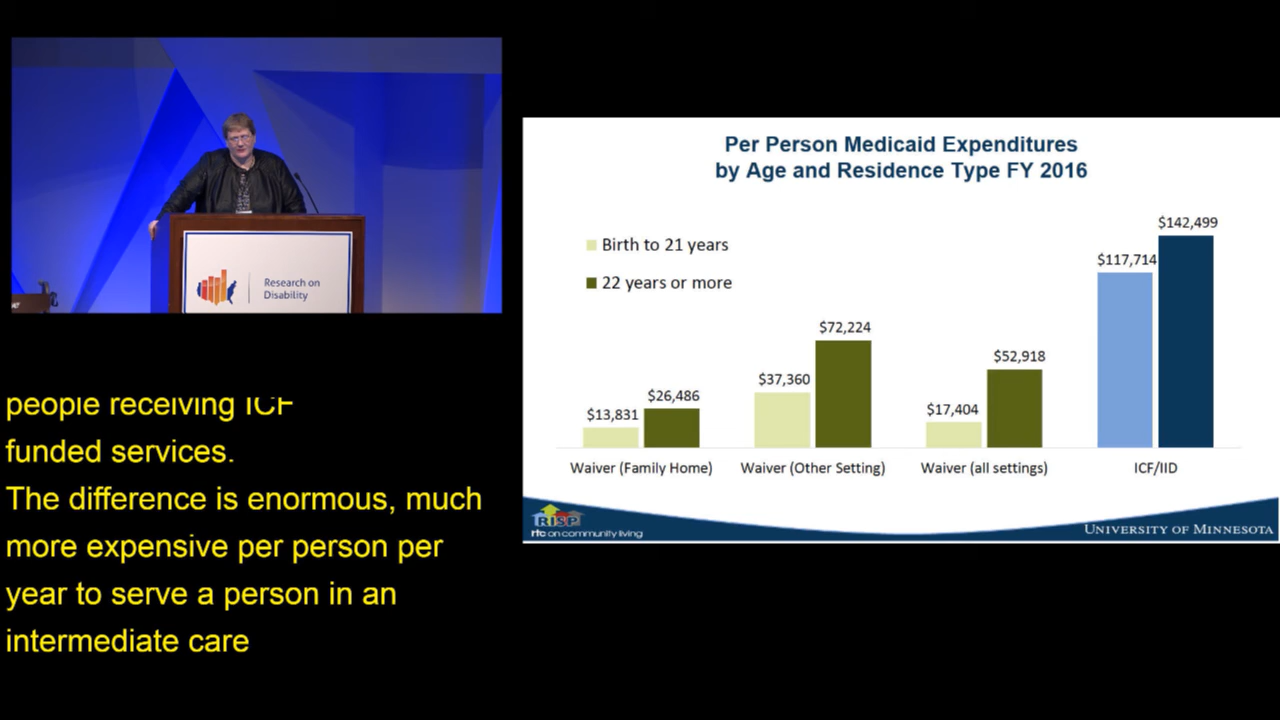 Research on
Disability
people receiving ICF
funded services.
The difference is enormous, much
more expensive per person per
year to serve a person in an
intermediate care
Per Person Medicaid Expenditures
by Age and Residence Type FY 2016
Birth to 21 years
22 years or more
$13,831
$26,486
$37,360
$72,224
$17,404
$52,918
$117,714
$142,499
Waiver (Family Home)
Waiver (Other Setting)
Waiver (all settings)
ICF/IID
RISP
rtc on community living
UNIVERSITY OF MINNESOTA